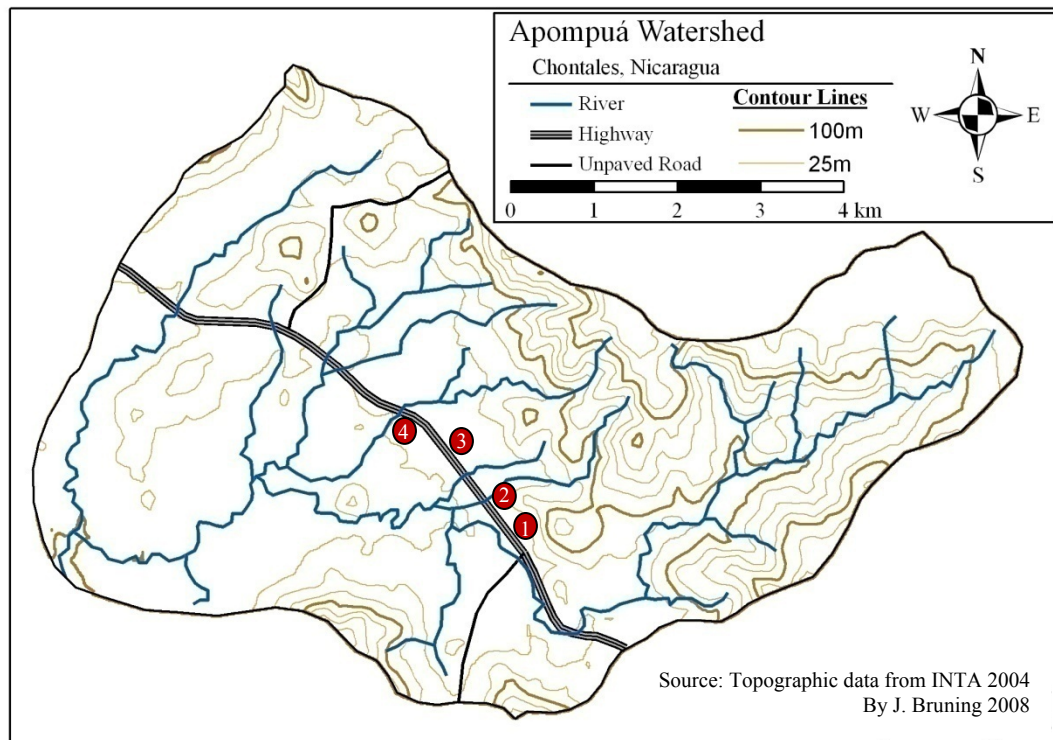 Apompuá Watershed
Chontales, Nicaragua
River
Highway
Unpaved Road
Contour Lines
100m
25m
0 1 2 3 4 km
N
W E
S
4
3
2
1
Source: Topographic data from INTA 2004
By J. Bruning 2008